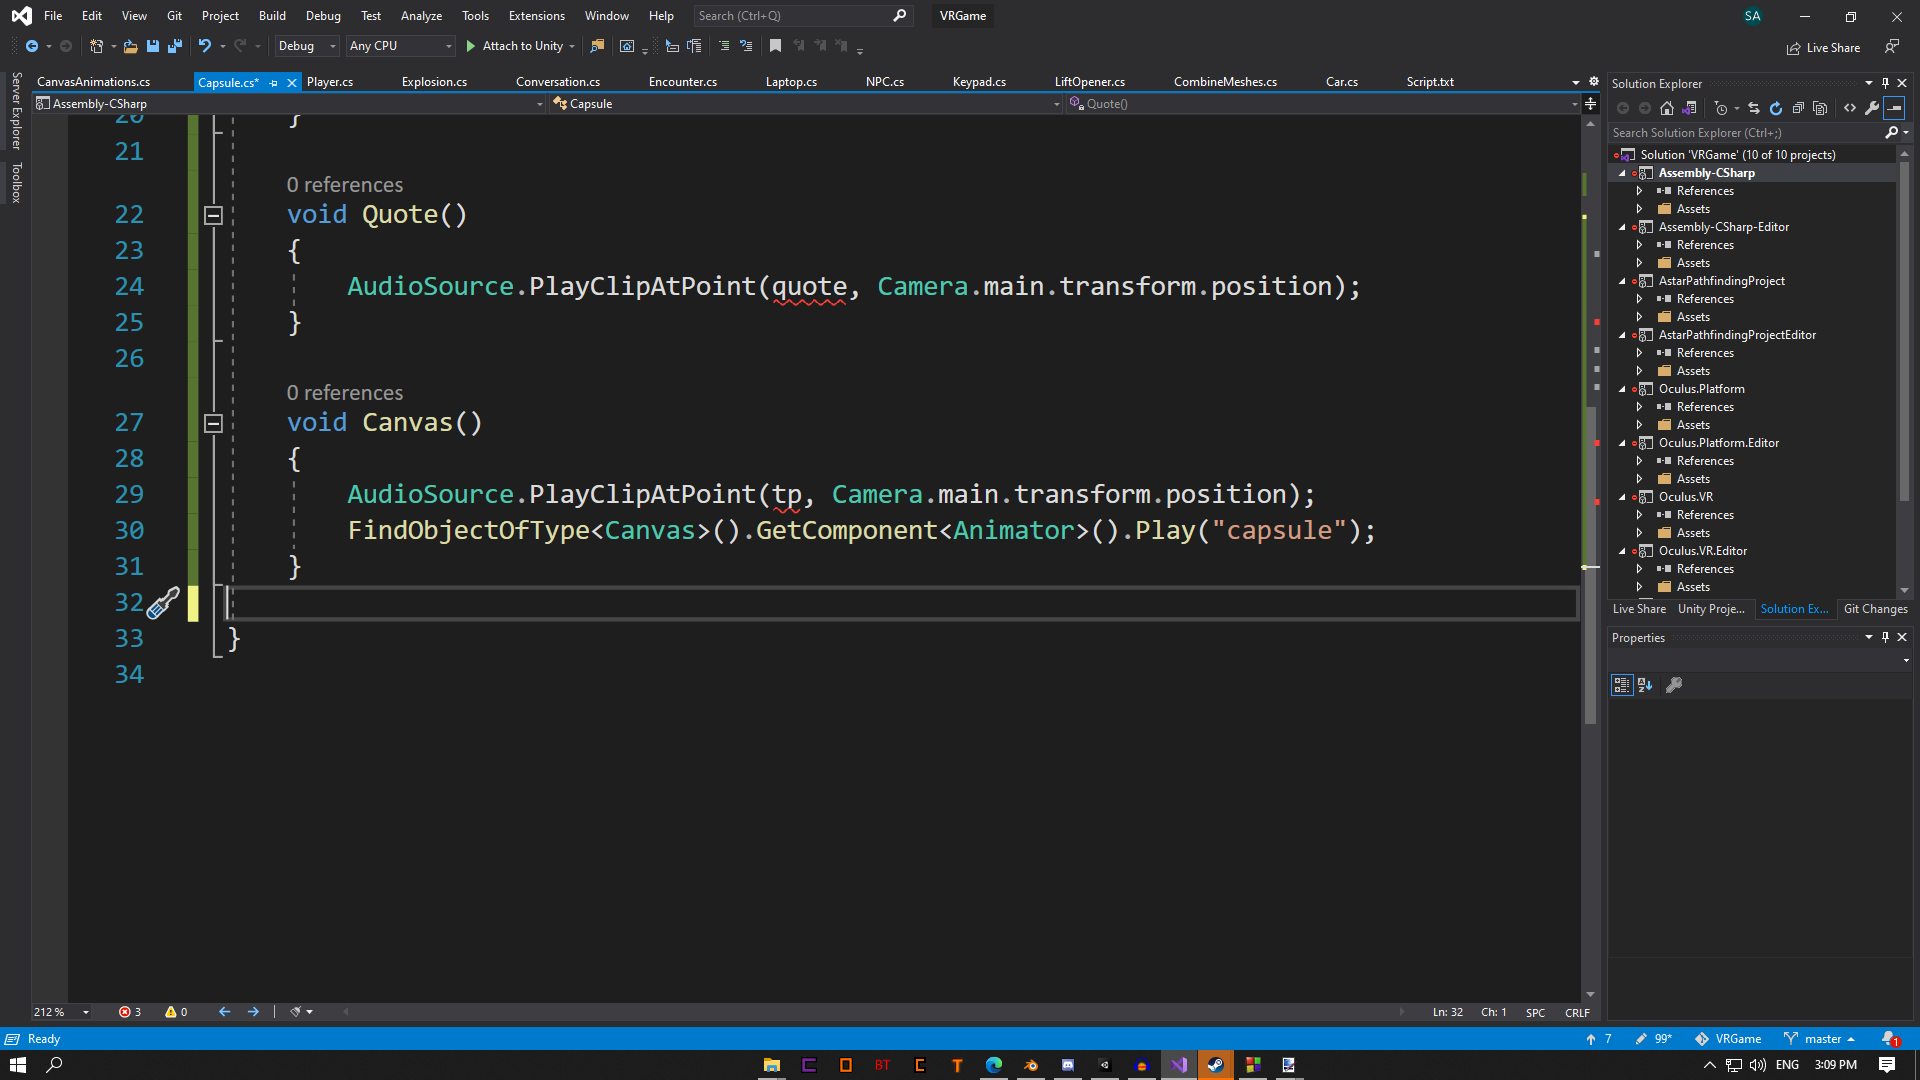 File Edit View Git Project Build Debug Test Analyze Tools Extensions Window Help Search (Ctrl+Q) VRGame SA
Debug Any CPU Attach to Unity Live Share
CanvasAnimations.cs Capsule.cs* Player.cs Explosion.cs Conversation.cs Encounter.cs Laptop.cs NPC.cs Keypad.cs LiftOpener.cs CombineMeshes.cs Car.cs Script.txt
Assembly-CSharp Capsule Quote()
Server Explorer
Toolbox
20 }
21
0 references
22 void Quote()
23 {
24 AudioSource.PlayClipAtPoint(quote, Camera.main.transform.position);
25 }
26
0 references
27 void Canvas()
28 {
29 AudioSource.PlayClipAtPoint(tp, Camera.main.transform.position);
30 FindObjectOfType<Canvas>().GetComponent<Animator>().Play("capsule");
31 }
32
33 }
34
212 % 3 0 Ln: 32 Ch: 1 SPC CRLF
Solution Explorer
Search Solution Explorer (Ctrl+;)
Solution 'VRGame' (10 of 10 projects)
Assembly-CSharp
References
Assets
Assembly-CSharp-Editor
References
Assets
AstarPathfindingProject
References
Assets
AstarPathfindingProjectEditor
References
Assets
Oculus.Platform
References
Assets
Oculus.Platform.Editor
References
Assets
Oculus.VR
References
Assets
Oculus.VR.Editor
References
Assets
Live Share Unity Proje... Solution Ex... Git Changes
Properties
Ready 7 99* VRGame master 1
BT T ENG 3:09 PM